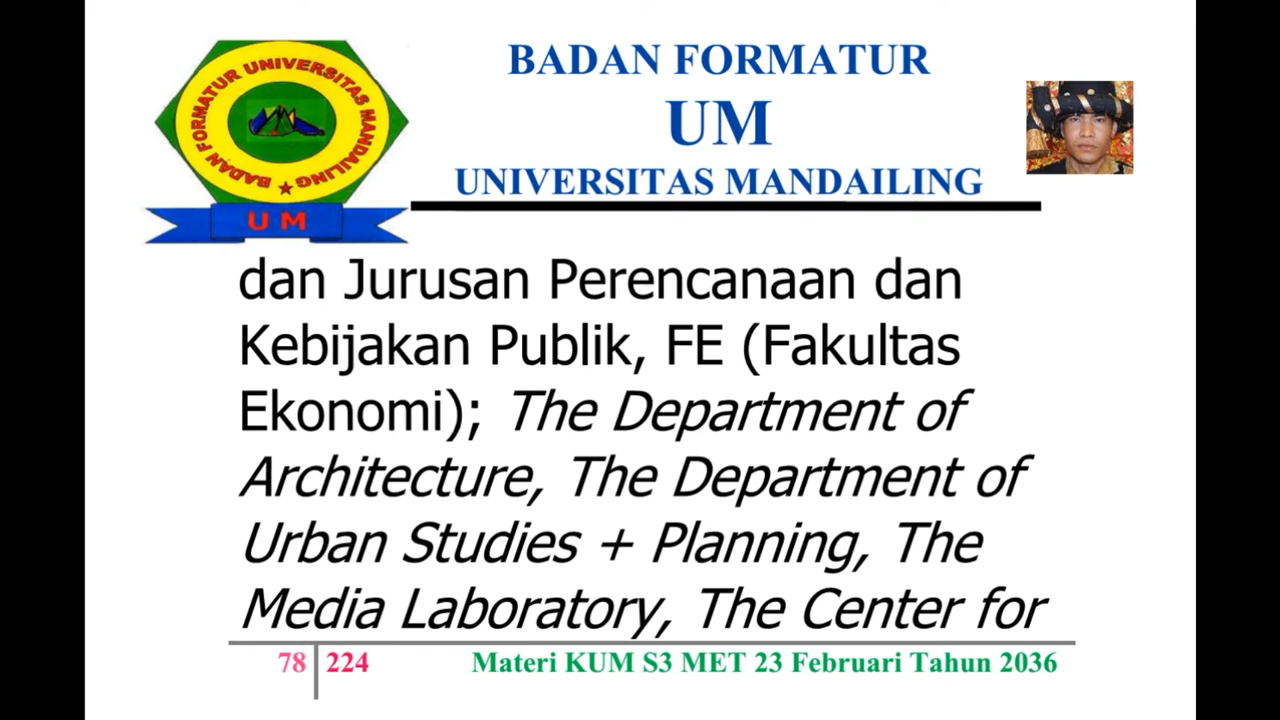 BADAN FORMATUR UNIVERSITAS MANDAILING
U M
BADAN FORMATUR
UM
UNIVERSITAS MANDAILING
dan Jurusan Perencanaan dan
Kebijakan Publik, FE (Fakultas
Ekonomi); The Department of
Architecture, The Department of
Urban Studies + Planning, The
Media Laboratory, The Center for
78 224 Materi KUM S3 MET 23 Februari Tahun 2036